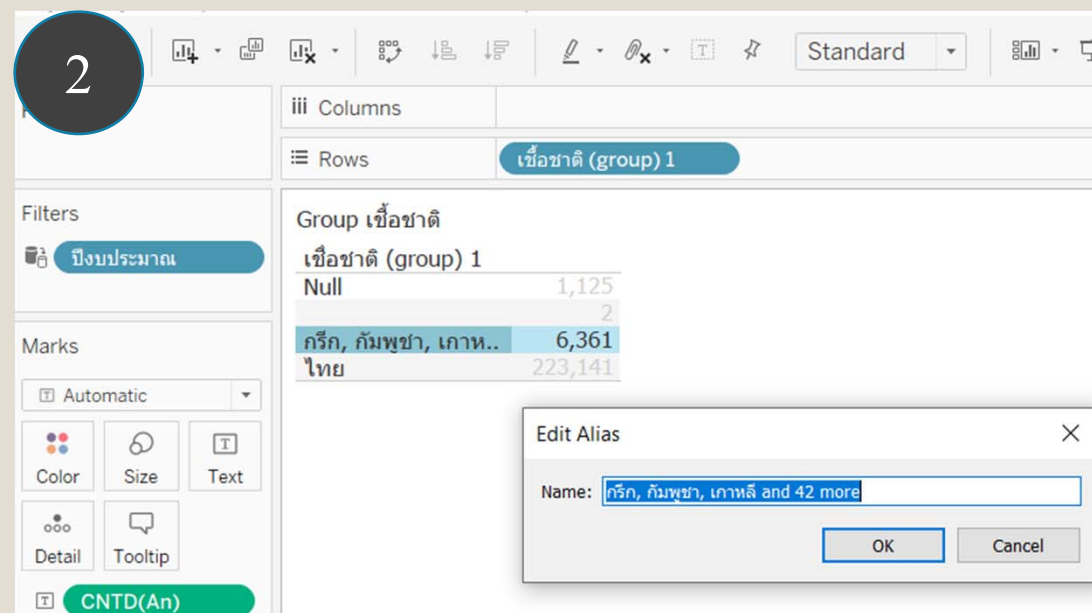 2
Standard
iii Columns
Rows
เชื้อชาติ (group) 1
Filters
ปีงบประมาณ
Group เชื้อชาติ
เชื้อชาติ (group) 1
Null 1,125
2
กรีก, กัมพูชา, เกาห.. 6,361
ไทย 223,141
Marks
Automatic
Color Size Text
Detail Tooltip
CNTD(An)
Edit Alias
Name: กรีก, กัมพูชา, เกาหลี and 42 more
OK Cancel